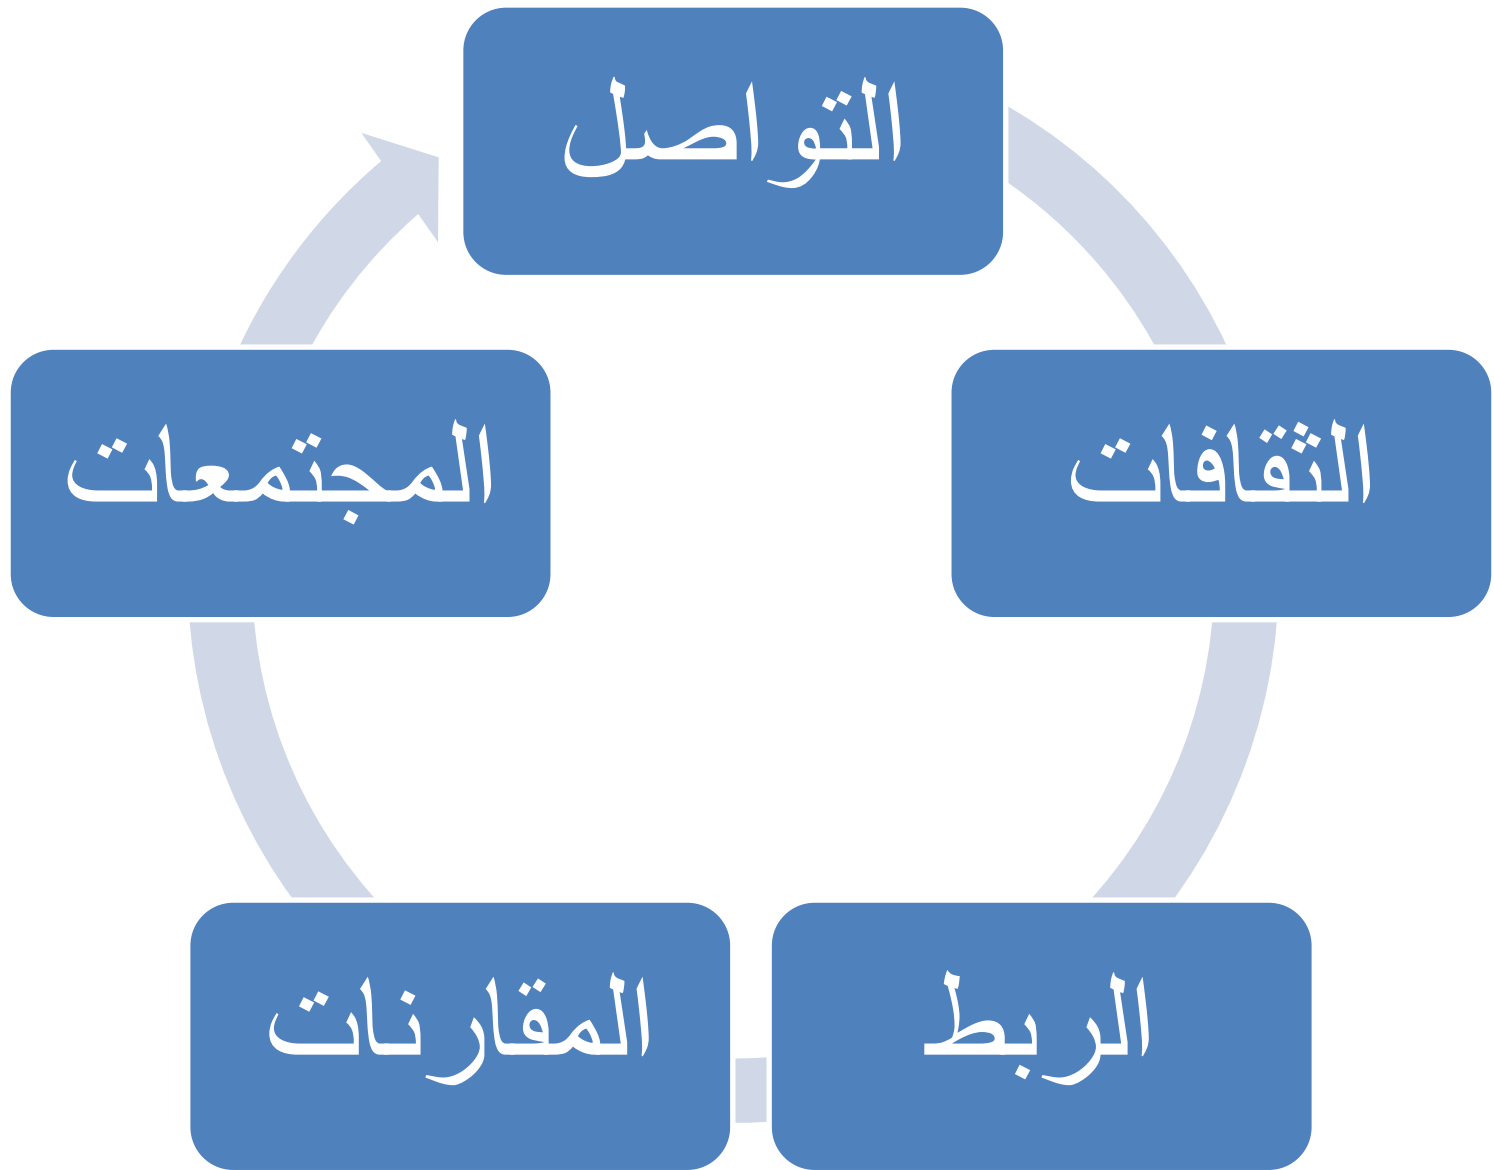 التواصل
الثقافات
الربط
المقارنات
المجتمعات